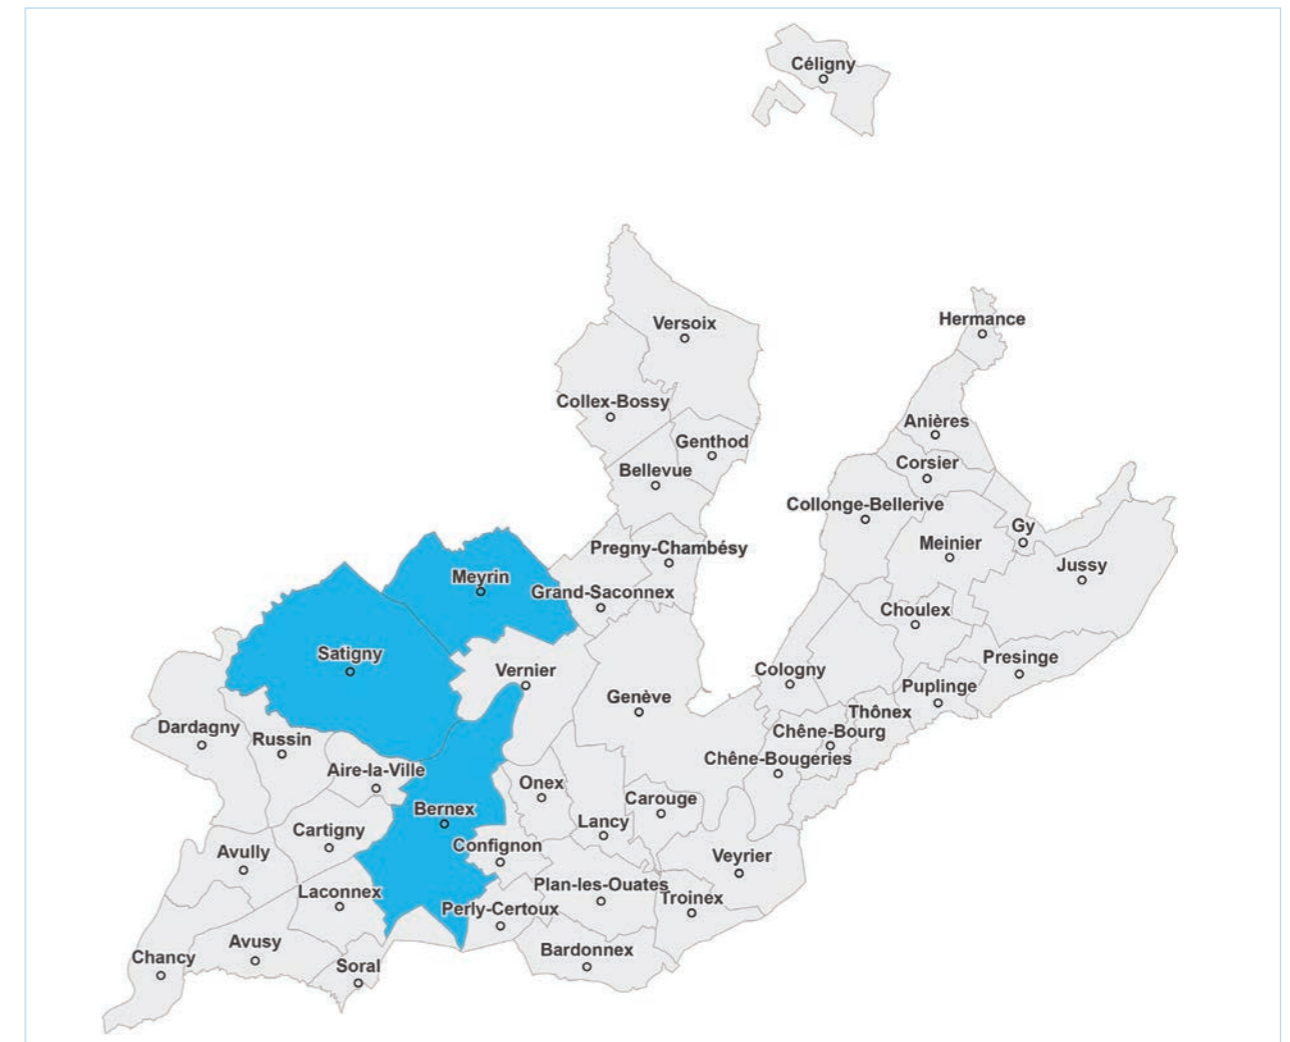 Céligny
Hermance
Versoix
Collex-Bossy
Anières
Genthod
Corsier
Bellevue
Collonge-Bellerive
Gy
Meinier
Pregny-Chambésy
Jussy
Meyrin
Grand-Saconnex
Choulex
Satigny
Presinge
Vernier
Cologny
Puplinge
Genève
Thônex
Dardagny
Chêne-Bourg
Russin
Chêne-Bougeries
Aire-la-Ville
Onex
Carouge
Bernex
Lancy
Cartigny
Confignon
Avully
Veyrier
Plan-les-Ouates
Laconnex
Troinex
Perly-Certoux
Avusy
Bardonnex
Chancy
Soral